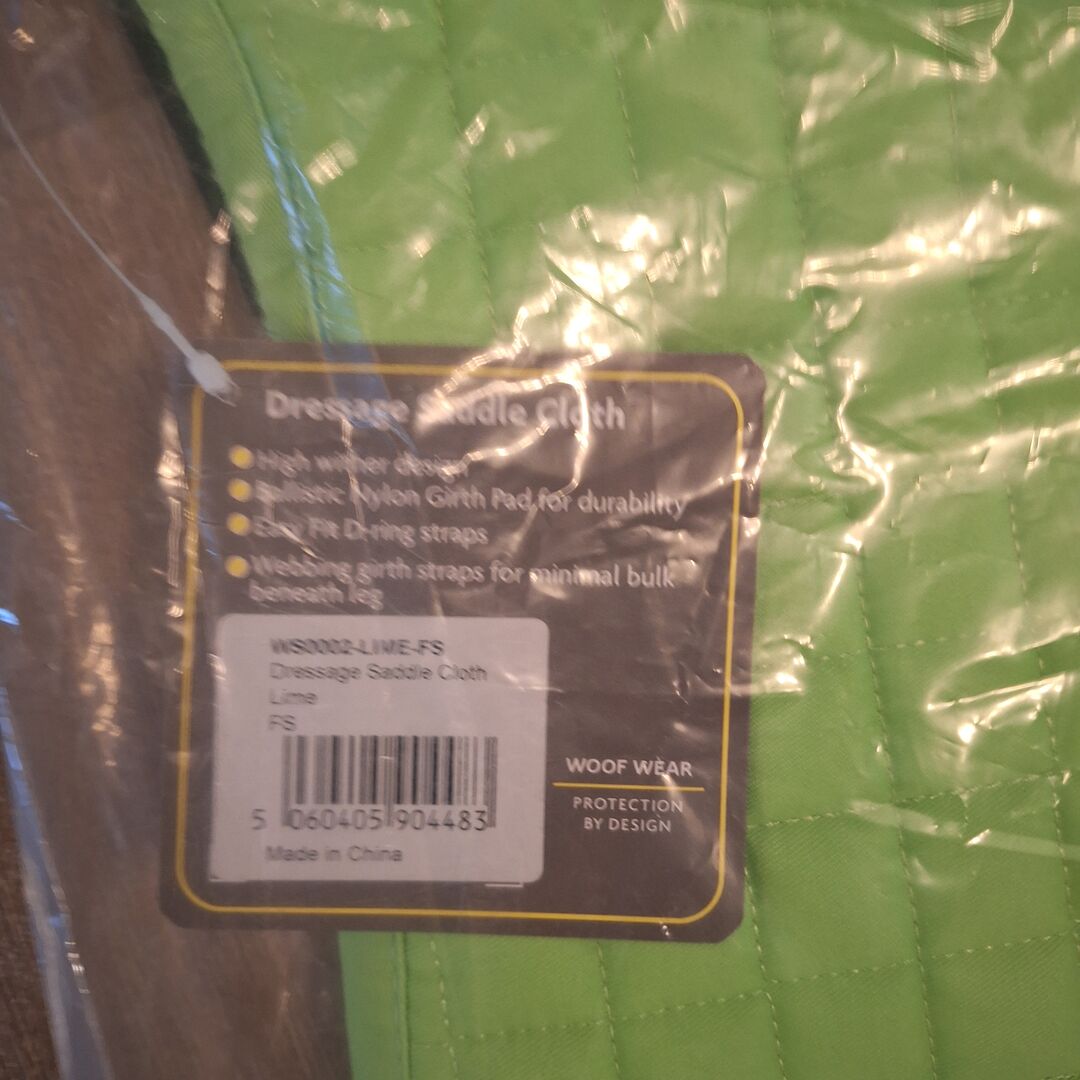 Dressage Saddle Cloth
High wither design
Ballistic Nylon Girth Pad for durability
Easy Fit D-ring straps
Webbing girth straps for minimal bulk
beneath leg
WS0002-LIME-FS
Dressage Saddle Cloth
Lime
FS
5 060405 904483
Made in China
WOOF WEAR
PROTECTION
BY DESIGN